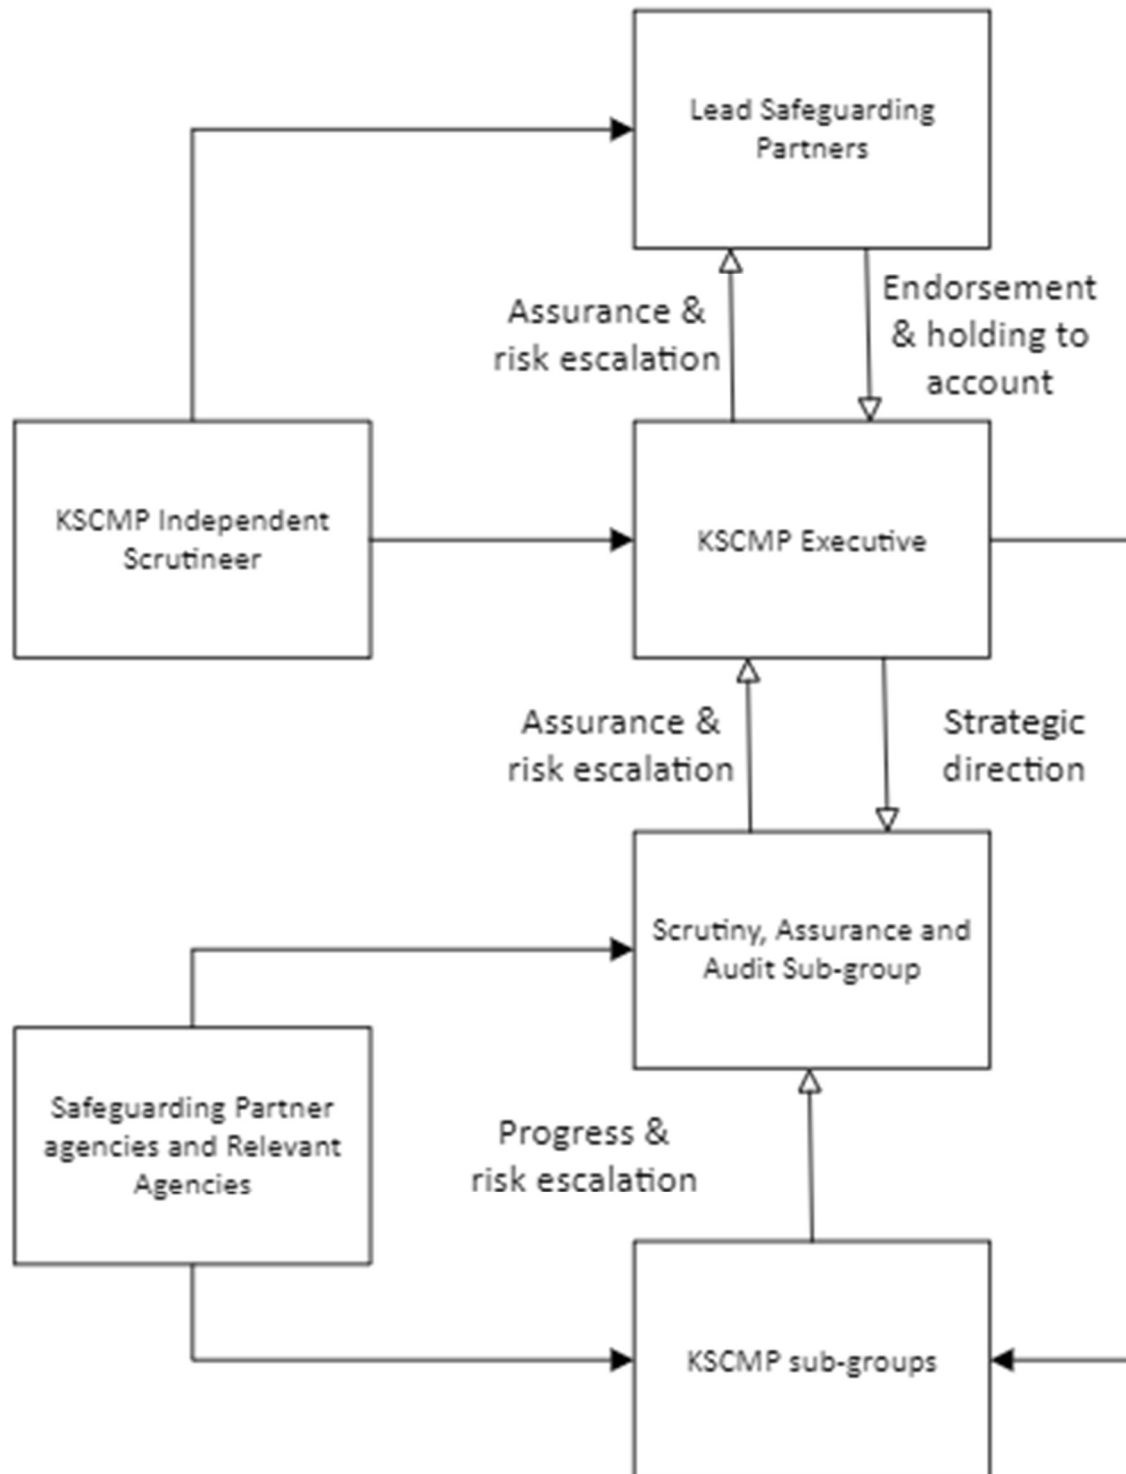 Lead Safeguarding
Partners
Assurance &
risk escalation
Endorsement
& holding to
account
KSCMP Independent
Scrutineer
KSCMP Executive
Assurance &
risk escalation
Strategic
direction
Scrutiny, Assurance and
Audit Sub-group
Safeguarding Partner
agencies and Relevant
Agencies
Progress &
risk escalation
KSCMP sub-groups